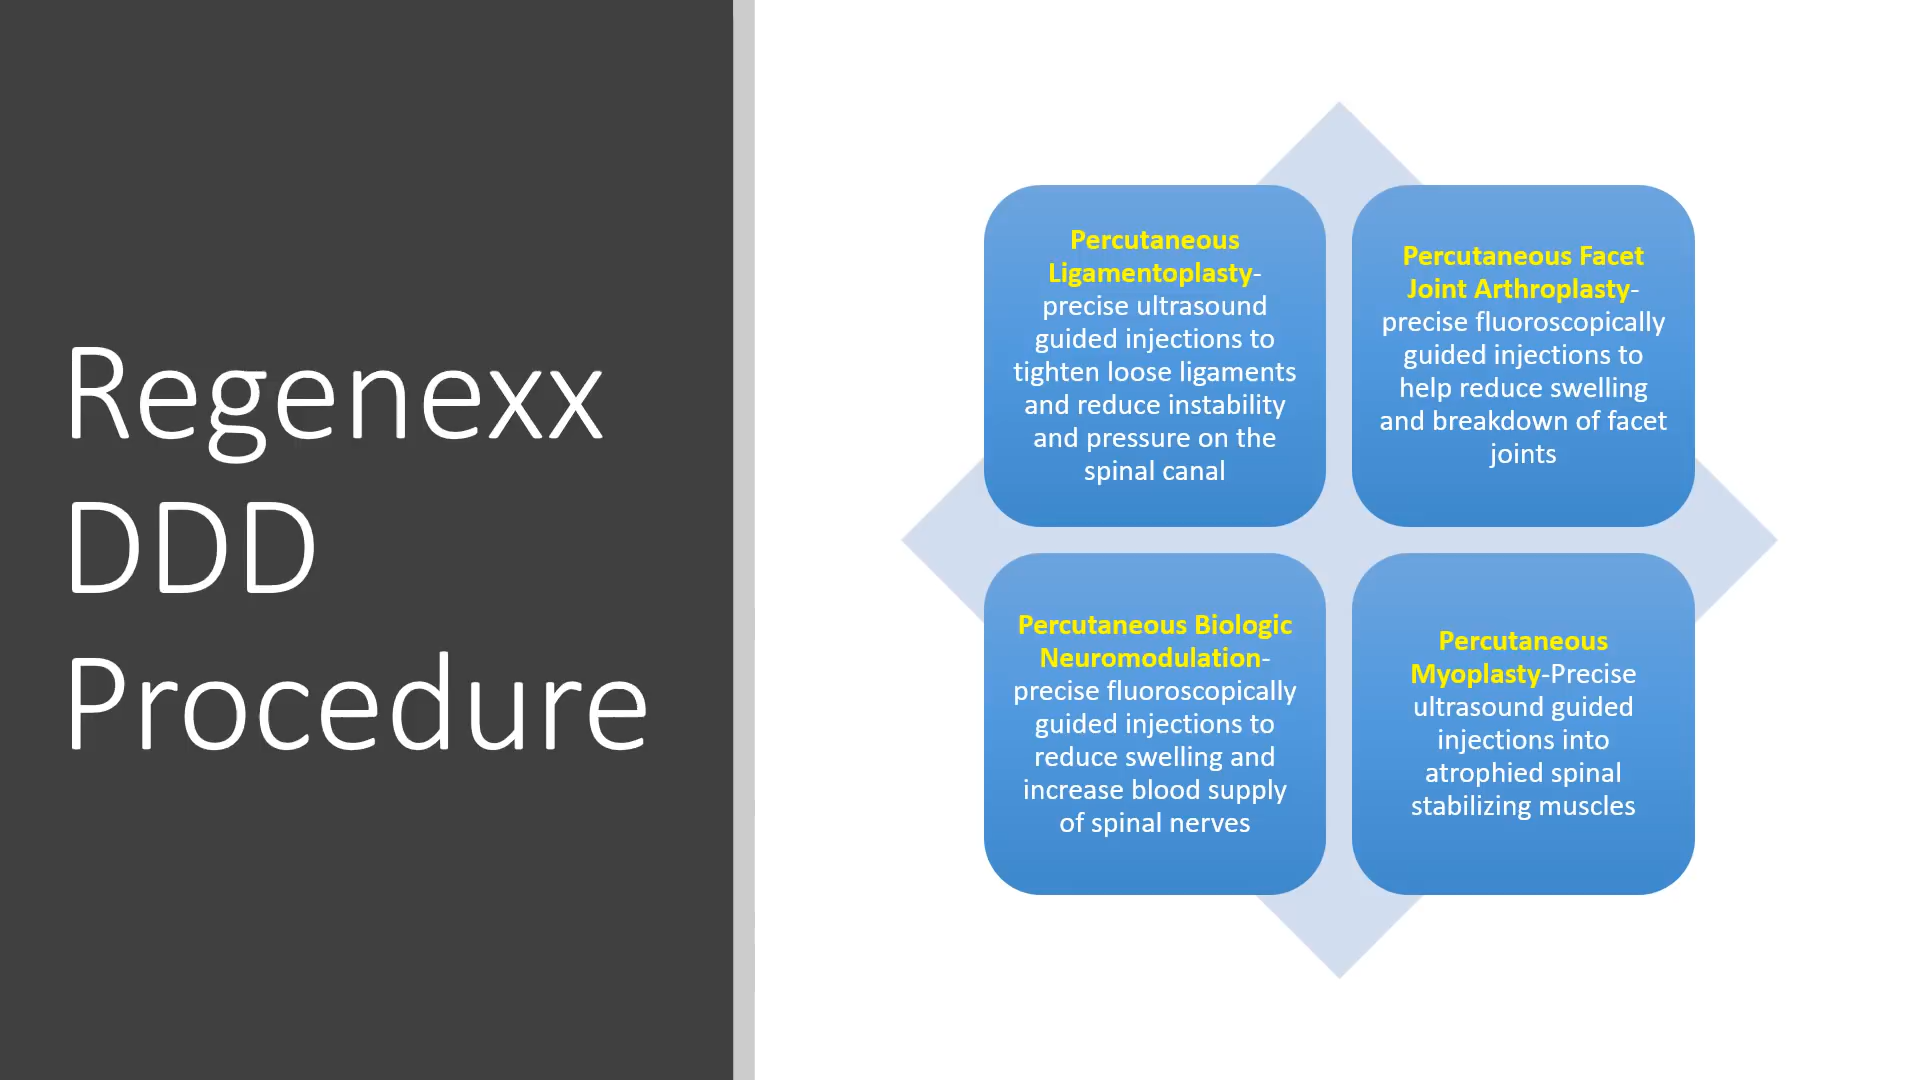 Regenexx
DDD
Procedure
Percutaneous
Ligamentoplasty-
precise ultrasound
guided injections to
tighten loose ligaments
and reduce instability
and pressure on the
spinal canal
Percutaneous Facet
Joint Arthroplasty-
precise fluoroscopically
guided injections to
help reduce swelling
and breakdown of facet
joints
Percutaneous Biologic
Neuromodulation-
precise fluoroscopically
guided injections to
reduce swelling and
increase blood supply
of spinal nerves
Percutaneous
Myoplasty-Precise
ultrasound guided
injections into
atrophied spinal
stabilizing muscles